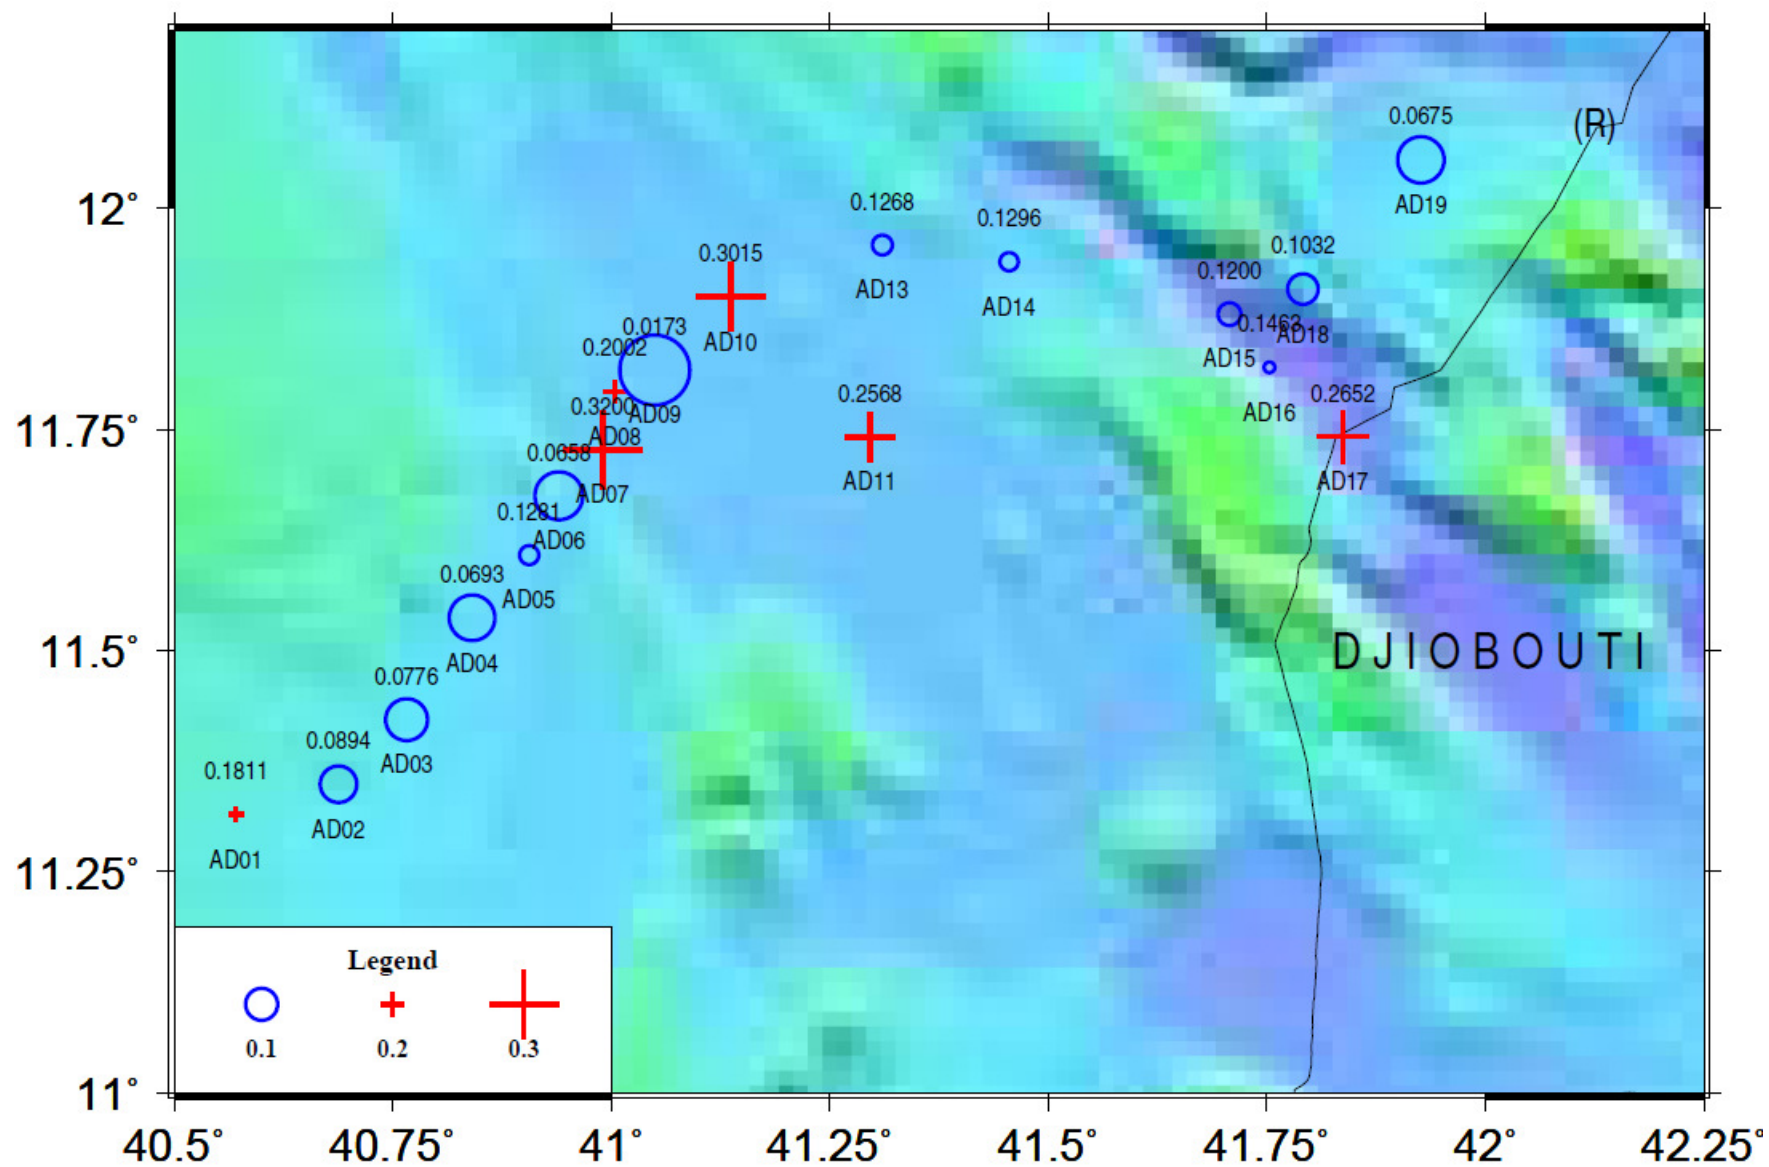 0.0675
(R)
AD19
12°
0.1268
0.1296
0.1032
0.3015
0.1200
AD13
AD14
0.0173
0.1463
AD18
AD10
0.2002
AD15
0.3200
AD09
0.2568
AD16
0.2652
11.75°
AD08
0.0658
AD07
AD11
AD17
0.1281
AD06
0.0693
AD05
11.5°
AD04
DJIOBOUTI
0.0776
0.0894
AD03
0.1811
AD02
AD01
11.25°
Legend
0.1 0.2 0.3
11°
40.5° 40.75° 41° 41.25° 41.5° 41.75° 42° 42.25°